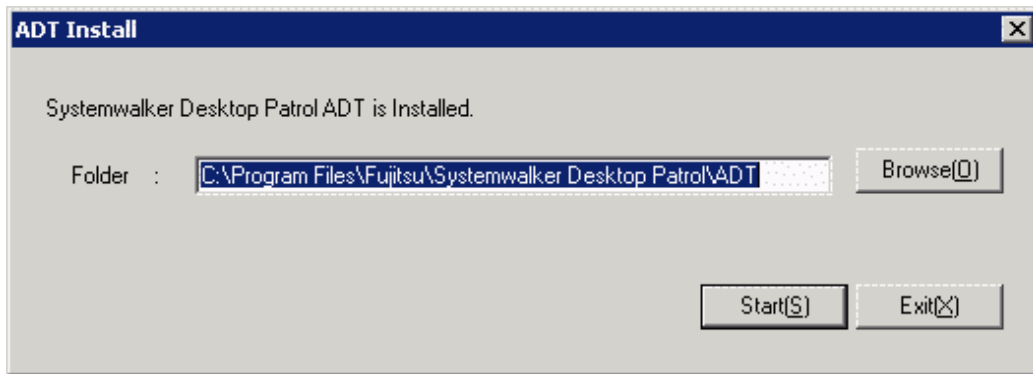 ADT Install
Systemwalker Desktop Patrol ADT is Installed.
Folder : C:\Program Files\Fujitsu\Systemwalker Desktop Patrol\ADT Browse(O)
Start(S) Exit(X)